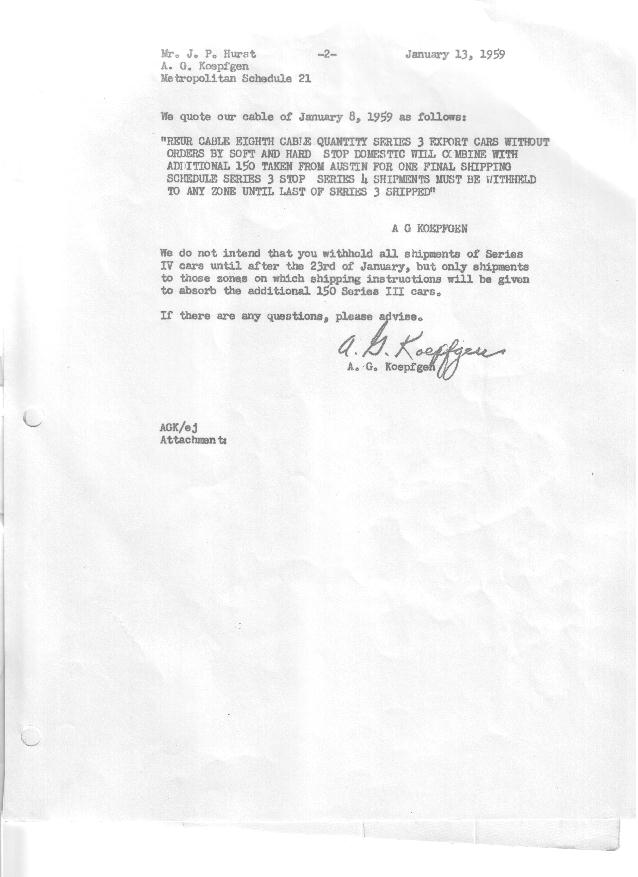 Mr. J. P. Hurst -2- January 13, 1959
A. G. Koepfgen
Metropolitan Schedule 21
We quote our cable of January 8, 1959 as follows:
"REUR CABLE EIGHTH CABLE QUANTITY SERIES 3 EXPORT CARS WITHOUT
ORDERS BY SOFT AND HARD STOP DOMESTIC WILL COMBINE WITH
ADDITIONAL 150 TAKEN FROM AUSTIN FOR ONE FINAL SHIPPING
SCHEDULE SERIES 3 STOP SERIES 4 SHIPMENTS MUST BE WITHHELD
TO ANY ZONE UNTIL LAST OF SERIES 3 SHIPPED"
A G KOEPFGEN
We do not intend that you withhold all shipments of Series
IV cars until after the 23rd of January, but only shipments
to those zones on which shipping instructions will be given
to absorb the additional 150 Series III cars.
If there are any questions, please advise.
A. G. Koepfgen
A. G. Koepfgen
AGK/ej
Attachment